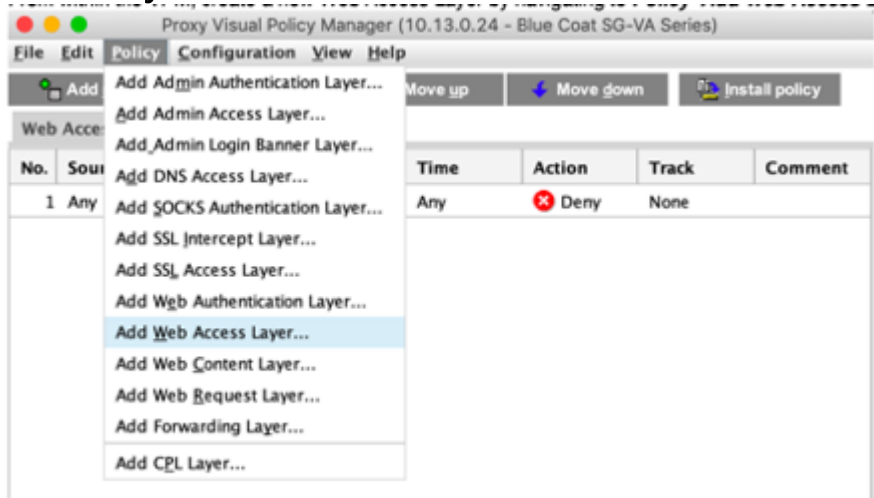 Proxy Visual Policy Manager (10.13.0.24 - Blue Coat SG-VA Series)
File Edit Policy Configuration View Help
Add Move up Move down Install policy
Web Acce
No. Sour Time Action Track Comment
1 Any Any Deny None
Add Admin Authentication Layer...
Add Admin Access Layer...
Add Admin Login Banner Layer...
Add DNS Access Layer...
Add SOCKS Authentication Layer...
Add SSL Intercept Layer...
Add SSL Access Layer...
Add Web Authentication Layer...
Add Web Access Layer...
Add Web Content Layer...
Add Web Request Layer...
Add Forwarding Layer...
Add CPL Layer...